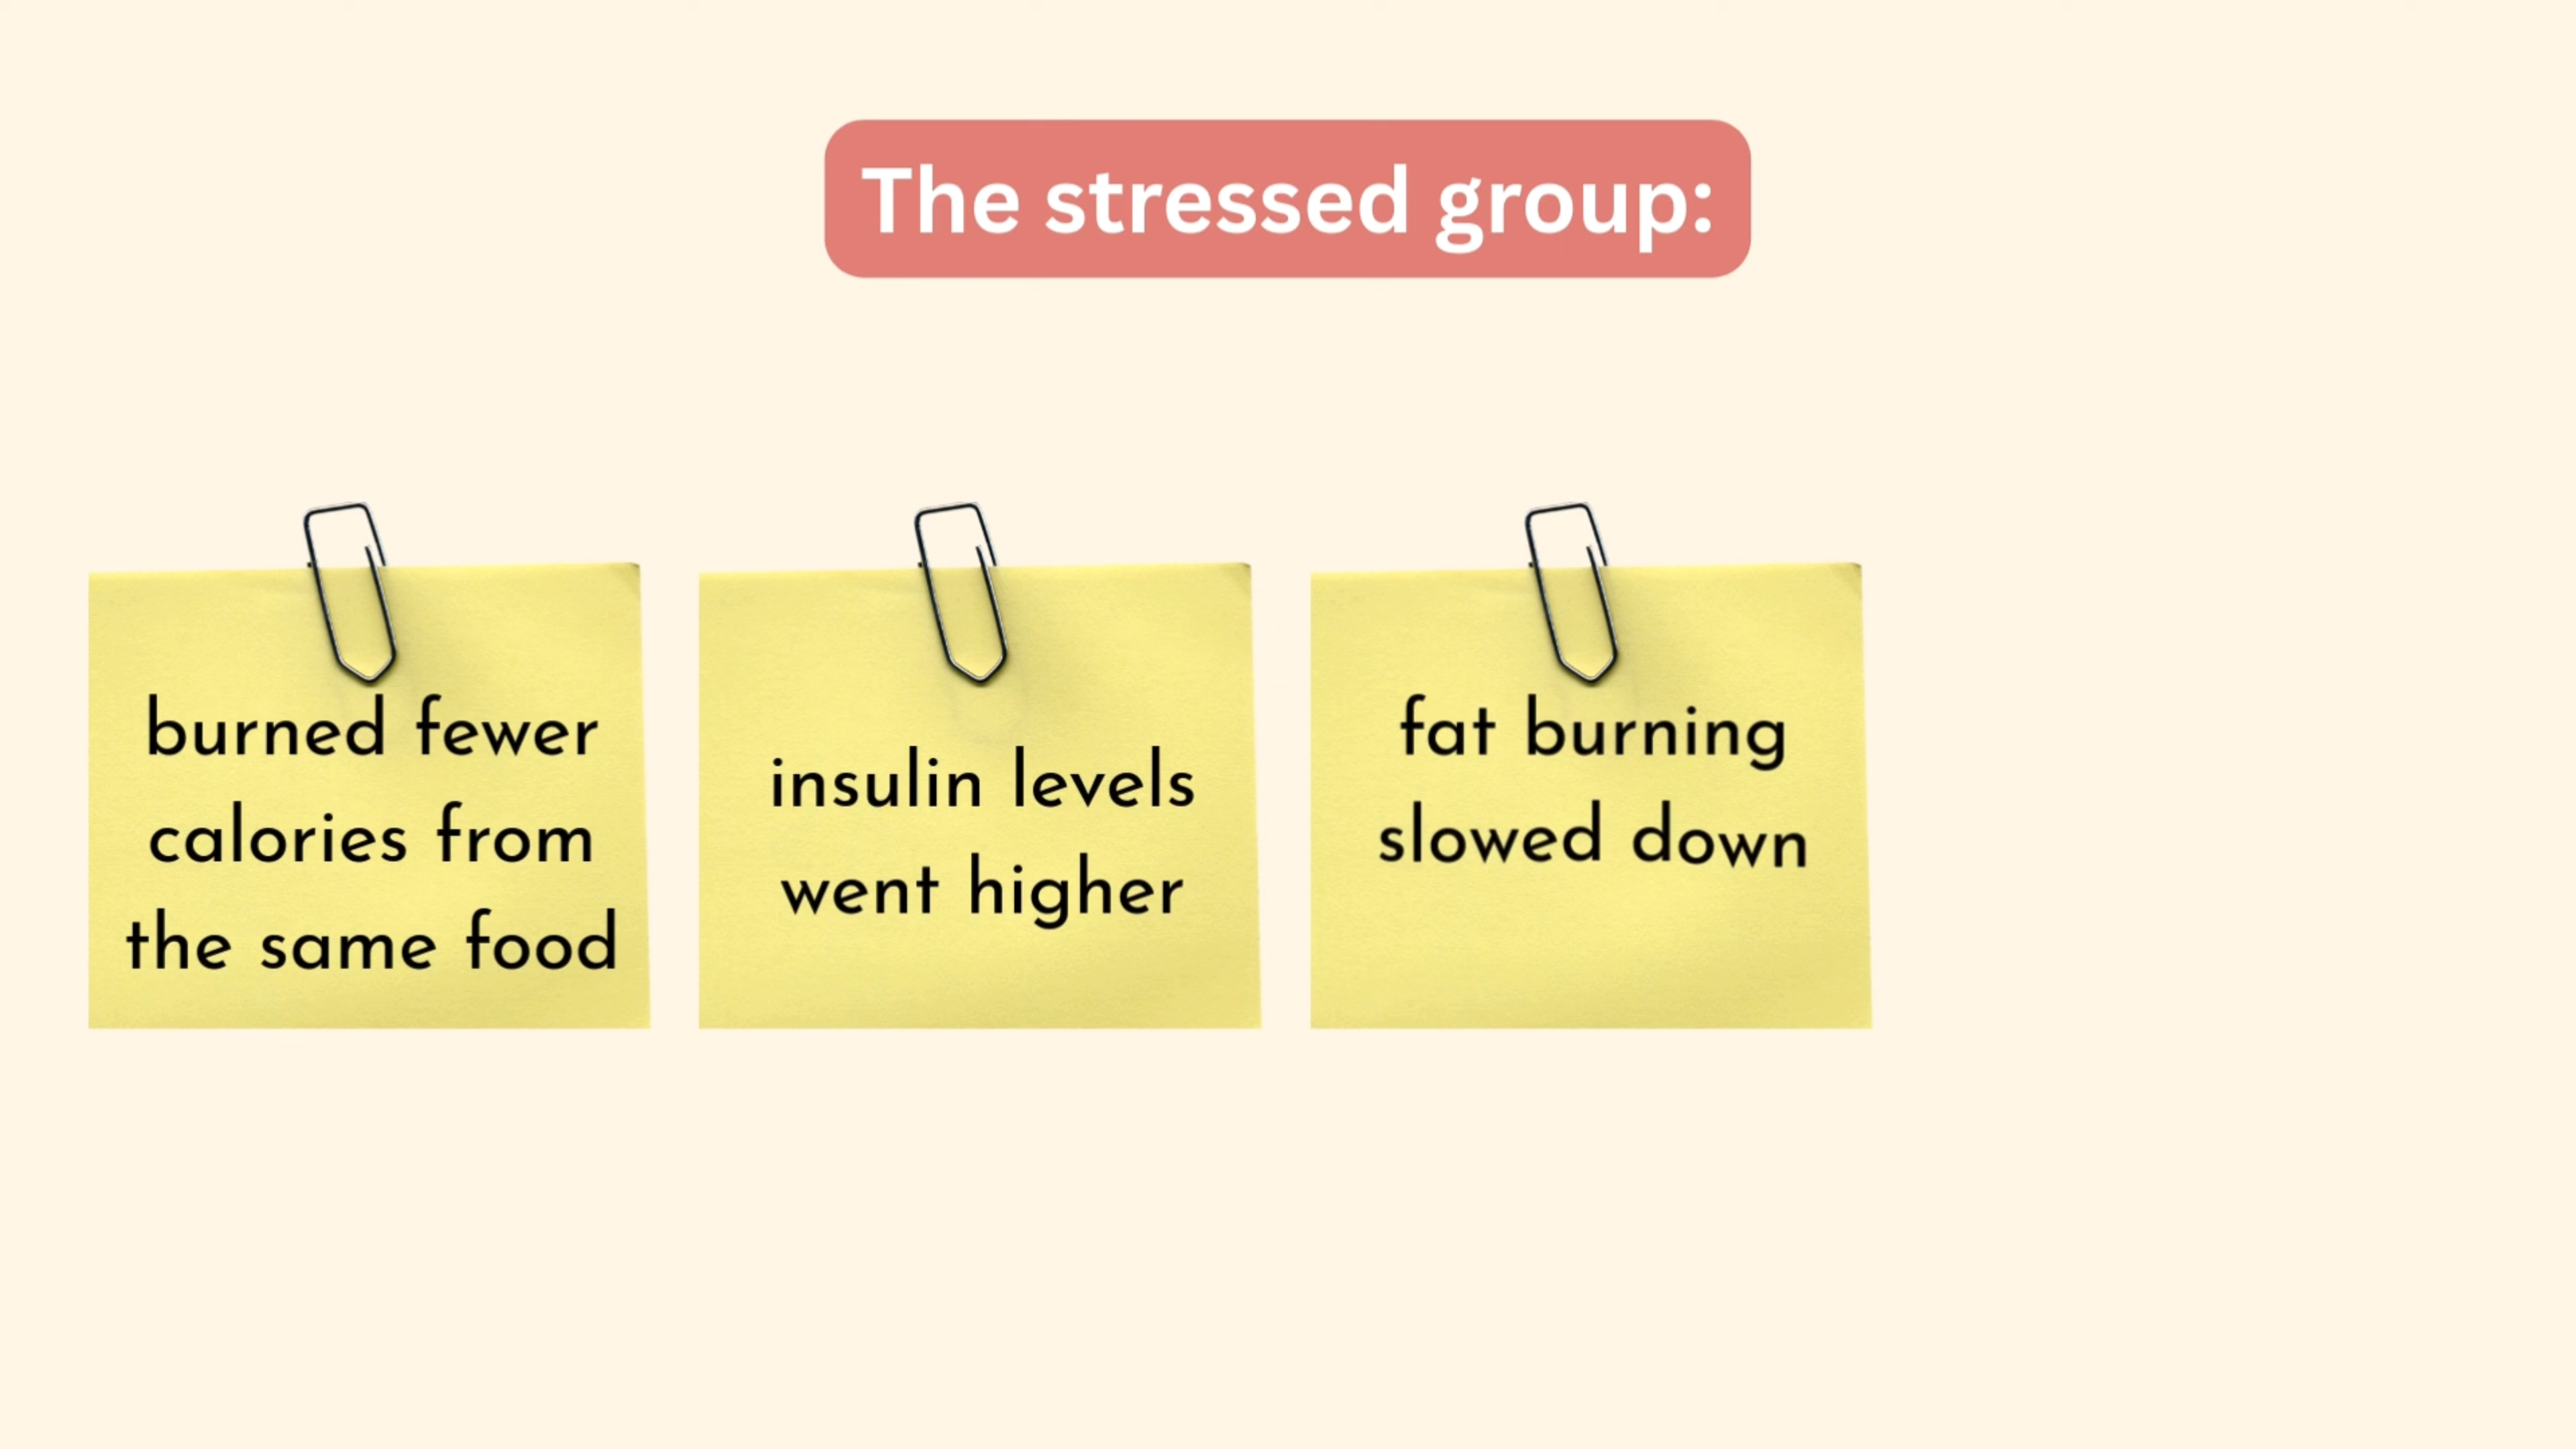 The stressed group:
burned fewer
calories from
the same food
insulin levels
went higher
fat burning
slowed down